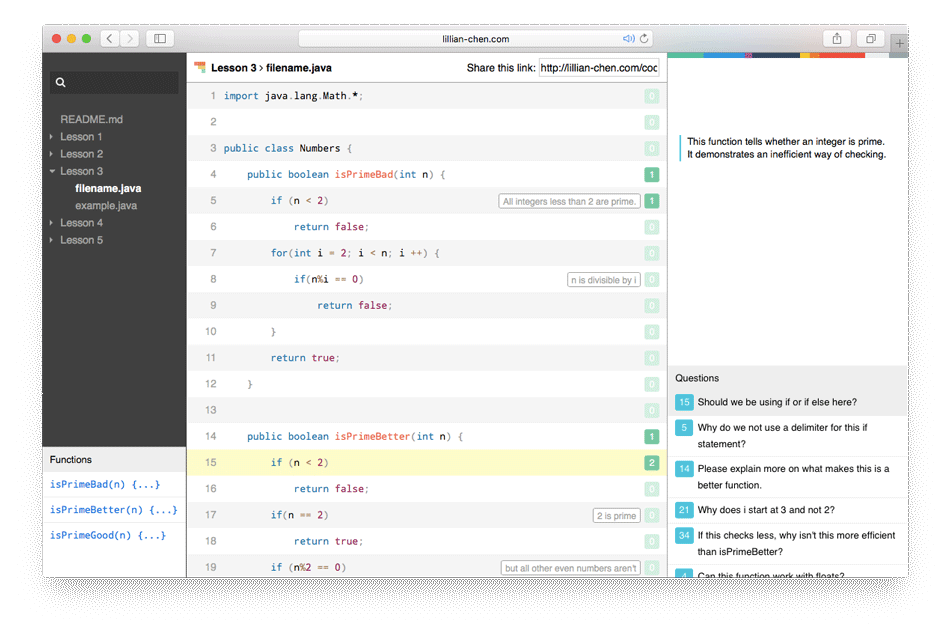 lillian-chen.com
README.md
Lesson 1
Lesson 2
Lesson 3
filename.java
example.java
Lesson 4
Lesson 5
Functions
isPrimeBad(n) {...}
isPrimeBetter(n) {...}
isPrimeGood(n) {...}
Lesson 3 › filename.java
Share this link: http://lillian-chen.com/coc
1 import java.lang.Math.*; 0
2 0
3 public class Numbers { 0
4 public boolean isPrimeBad(int n) { 1
5 if (n < 2) All integers less than 2 are prime. 1
6 return false; 0
7 for(int i = 2; i < n; i ++) { 0
8 if(n%i == 0) n is divisible by i 0
9 return false; 0
10 } 0
11 return true; 0
12 } 0
13 0
14 public boolean isPrimeBetter(int n) { 1
15 if (n < 2) 2
16 return false; 0
17 if(n == 2) 2 is prime 0
18 return true; 0
19 if (n%2 == 0) but all other even numbers aren't 0
This function tells whether an integer is prime.
It demonstrates an inefficient way of checking.
Questions
15 Should we be using if or if else here?
5 Why do we not use a delimiter for this if
statement?
14 Please explain more on what makes this a
better function.
21 Why does i start at 3 and not 2?
34 If this checks less, why isn't this more efficient
than isPrimeBetter?
4 Can this function work with floats?